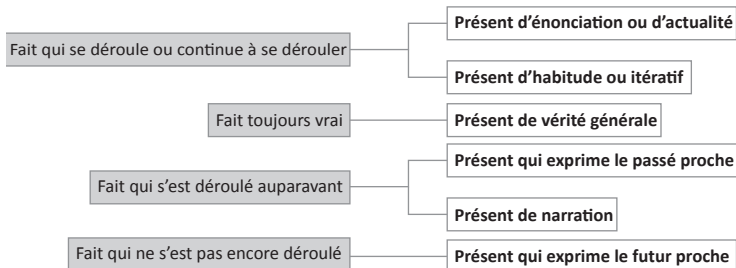 Fait qui se déroule ou continue à se dérouler
Présent d'énonciation ou d'actualité
Présent d'habitude ou itératif
Fait toujours vrai
Présent de vérité générale
Fait qui s'est déroulé auparavant
Présent qui exprime le passé proche
Présent de narration
Fait qui ne s'est pas encore déroulé
Présent qui exprime le futur proche